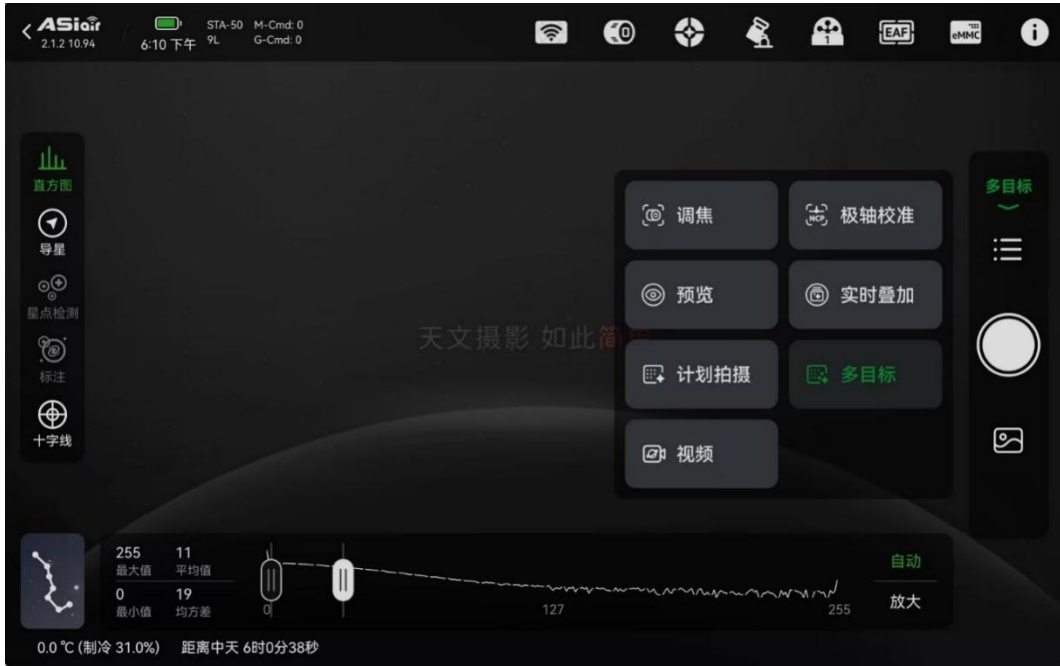 ASiair
2.1.2 10.94
6:10 下午
STA-50
9L
M-Cmd: 0
G-Cmd: 0
1
EAF
eMMC
直方图
导星
星点检测
标注
十字线
调焦
NCP 极轴校准
预览
实时叠加
计划拍摄
多目标
视频
多目标
天文摄影 如此简单
255 11
最大值 平均值
0 19
最小值 均方差
0 127 255
自动
放大
0.0 ℃ (制冷 31.0%) 距离中天 6时0分38秒